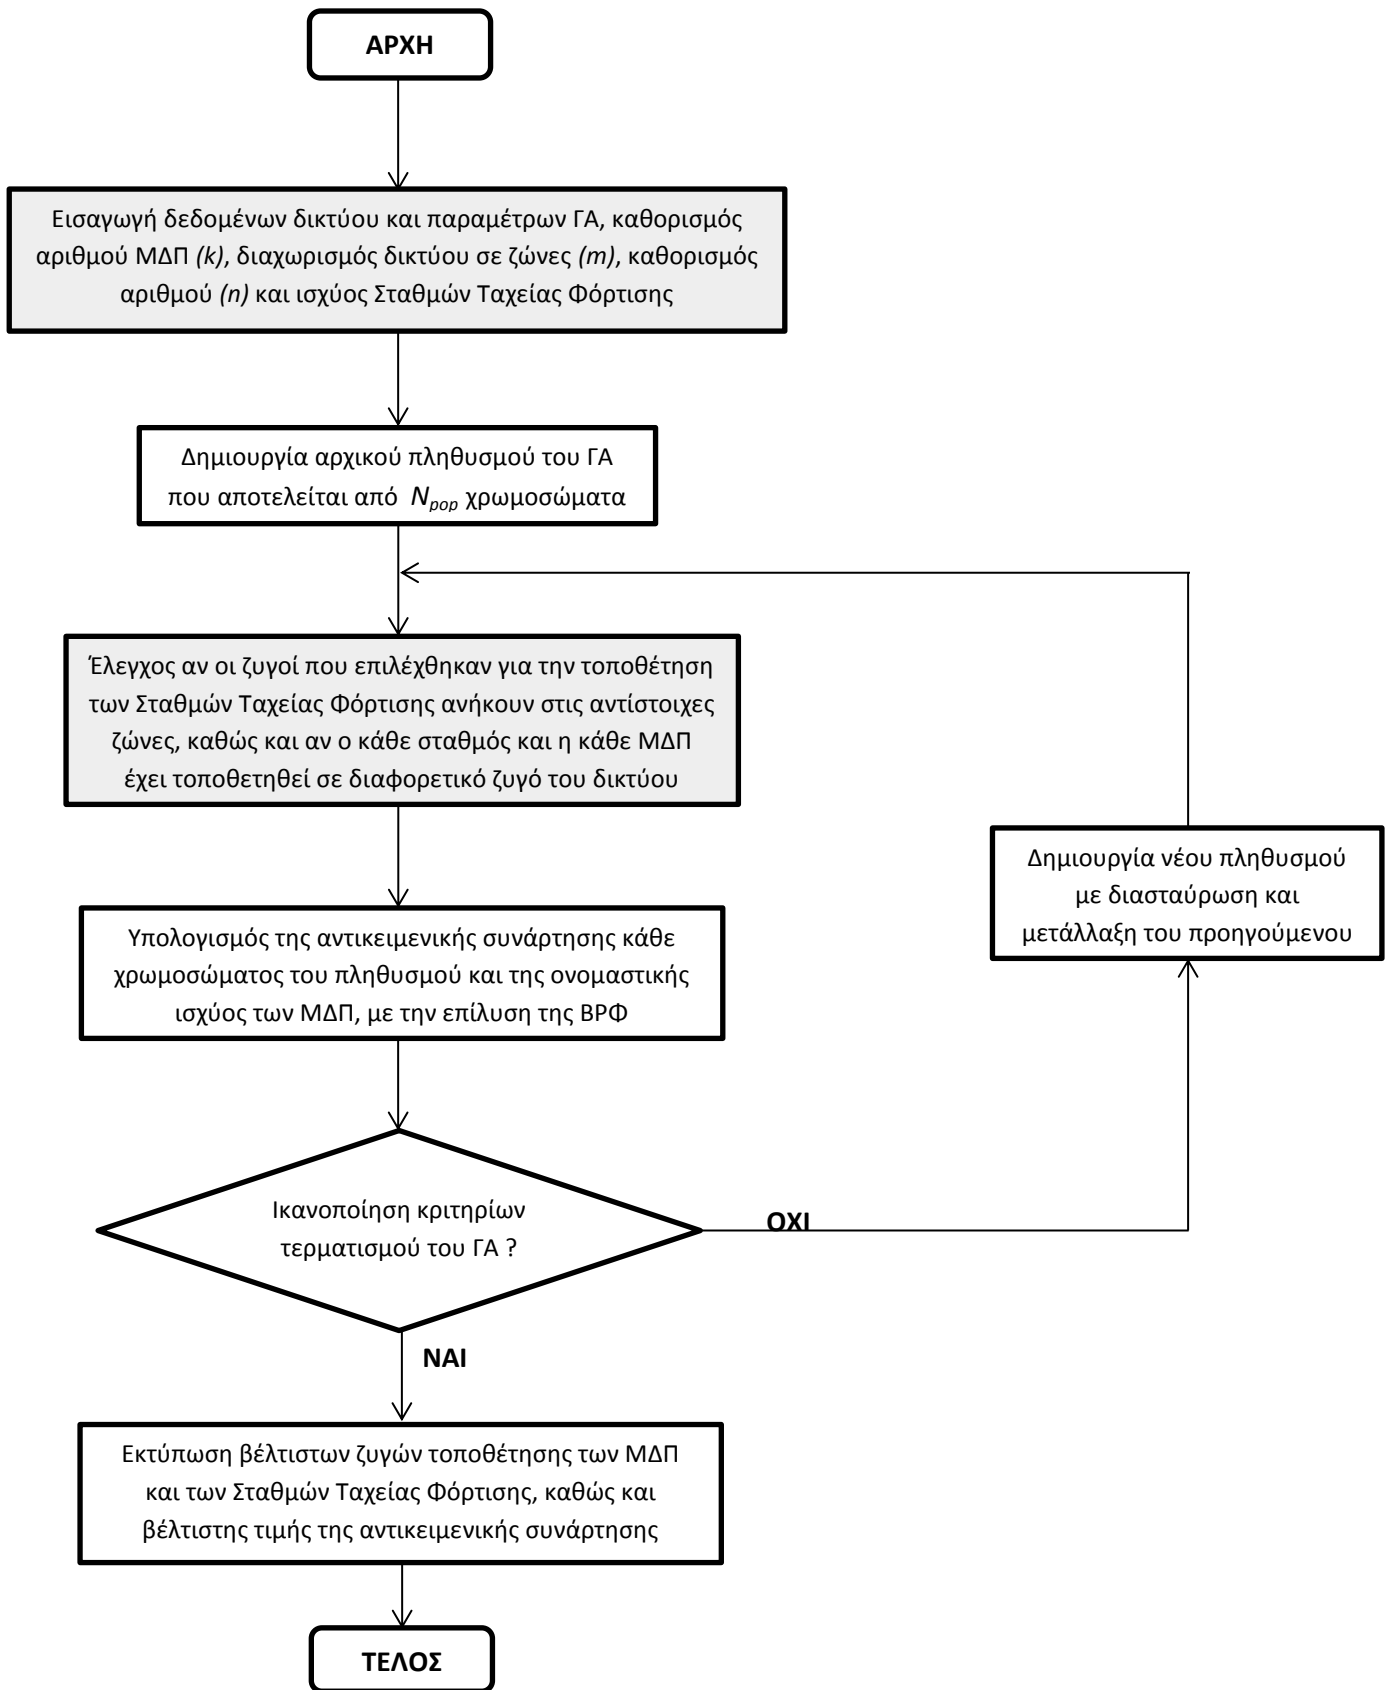 ΑΡΧΗ
Εισαγωγή δεδομένων δικτύου και παραμέτρων ΓΑ, καθορισμός
αριθμού ΜΔΠ (k), διαχωρισμός δικτύου σε ζώνες (m), καθορισμός
αριθμού (n) και ισχύος Σταθμών Ταχείας Φόρτισης
Δημιουργία αρχικού πληθυσμού του ΓΑ
που αποτελείται από N_pop χρωμοσώματα
Έλεγχος αν οι ζυγοί που επιλέχθηκαν για την τοποθέτηση
των Σταθμών Ταχείας Φόρτισης ανήκουν στις αντίστοιχες
ζώνες, καθώς και αν ο κάθε σταθμός και η κάθε ΜΔΠ
έχει τοποθετηθεί σε διαφορετικό ζυγό του δικτύου
Δημιουργία νέου πληθυσμού
με διασταύρωση και
μετάλλαξη του προηγούμενου
Υπολογισμός της αντικειμενικής συνάρτησης κάθε
χρωμοσώματος του πληθυσμού και της ονομαστικής
ισχύος των ΜΔΠ, με την επίλυση της ΒΡΦ
Ικανοποίηση κριτηρίων
τερματισμού του ΓΑ ?
ΟΧΙ
ΝΑΙ
Εκτύπωση βέλτιστων ζυγών τοποθέτησης των ΜΔΠ
και των Σταθμών Ταχείας Φόρτισης, καθώς και
βέλτιστης τιμής της αντικειμενικής συνάρτησης
ΤΕΛΟΣ